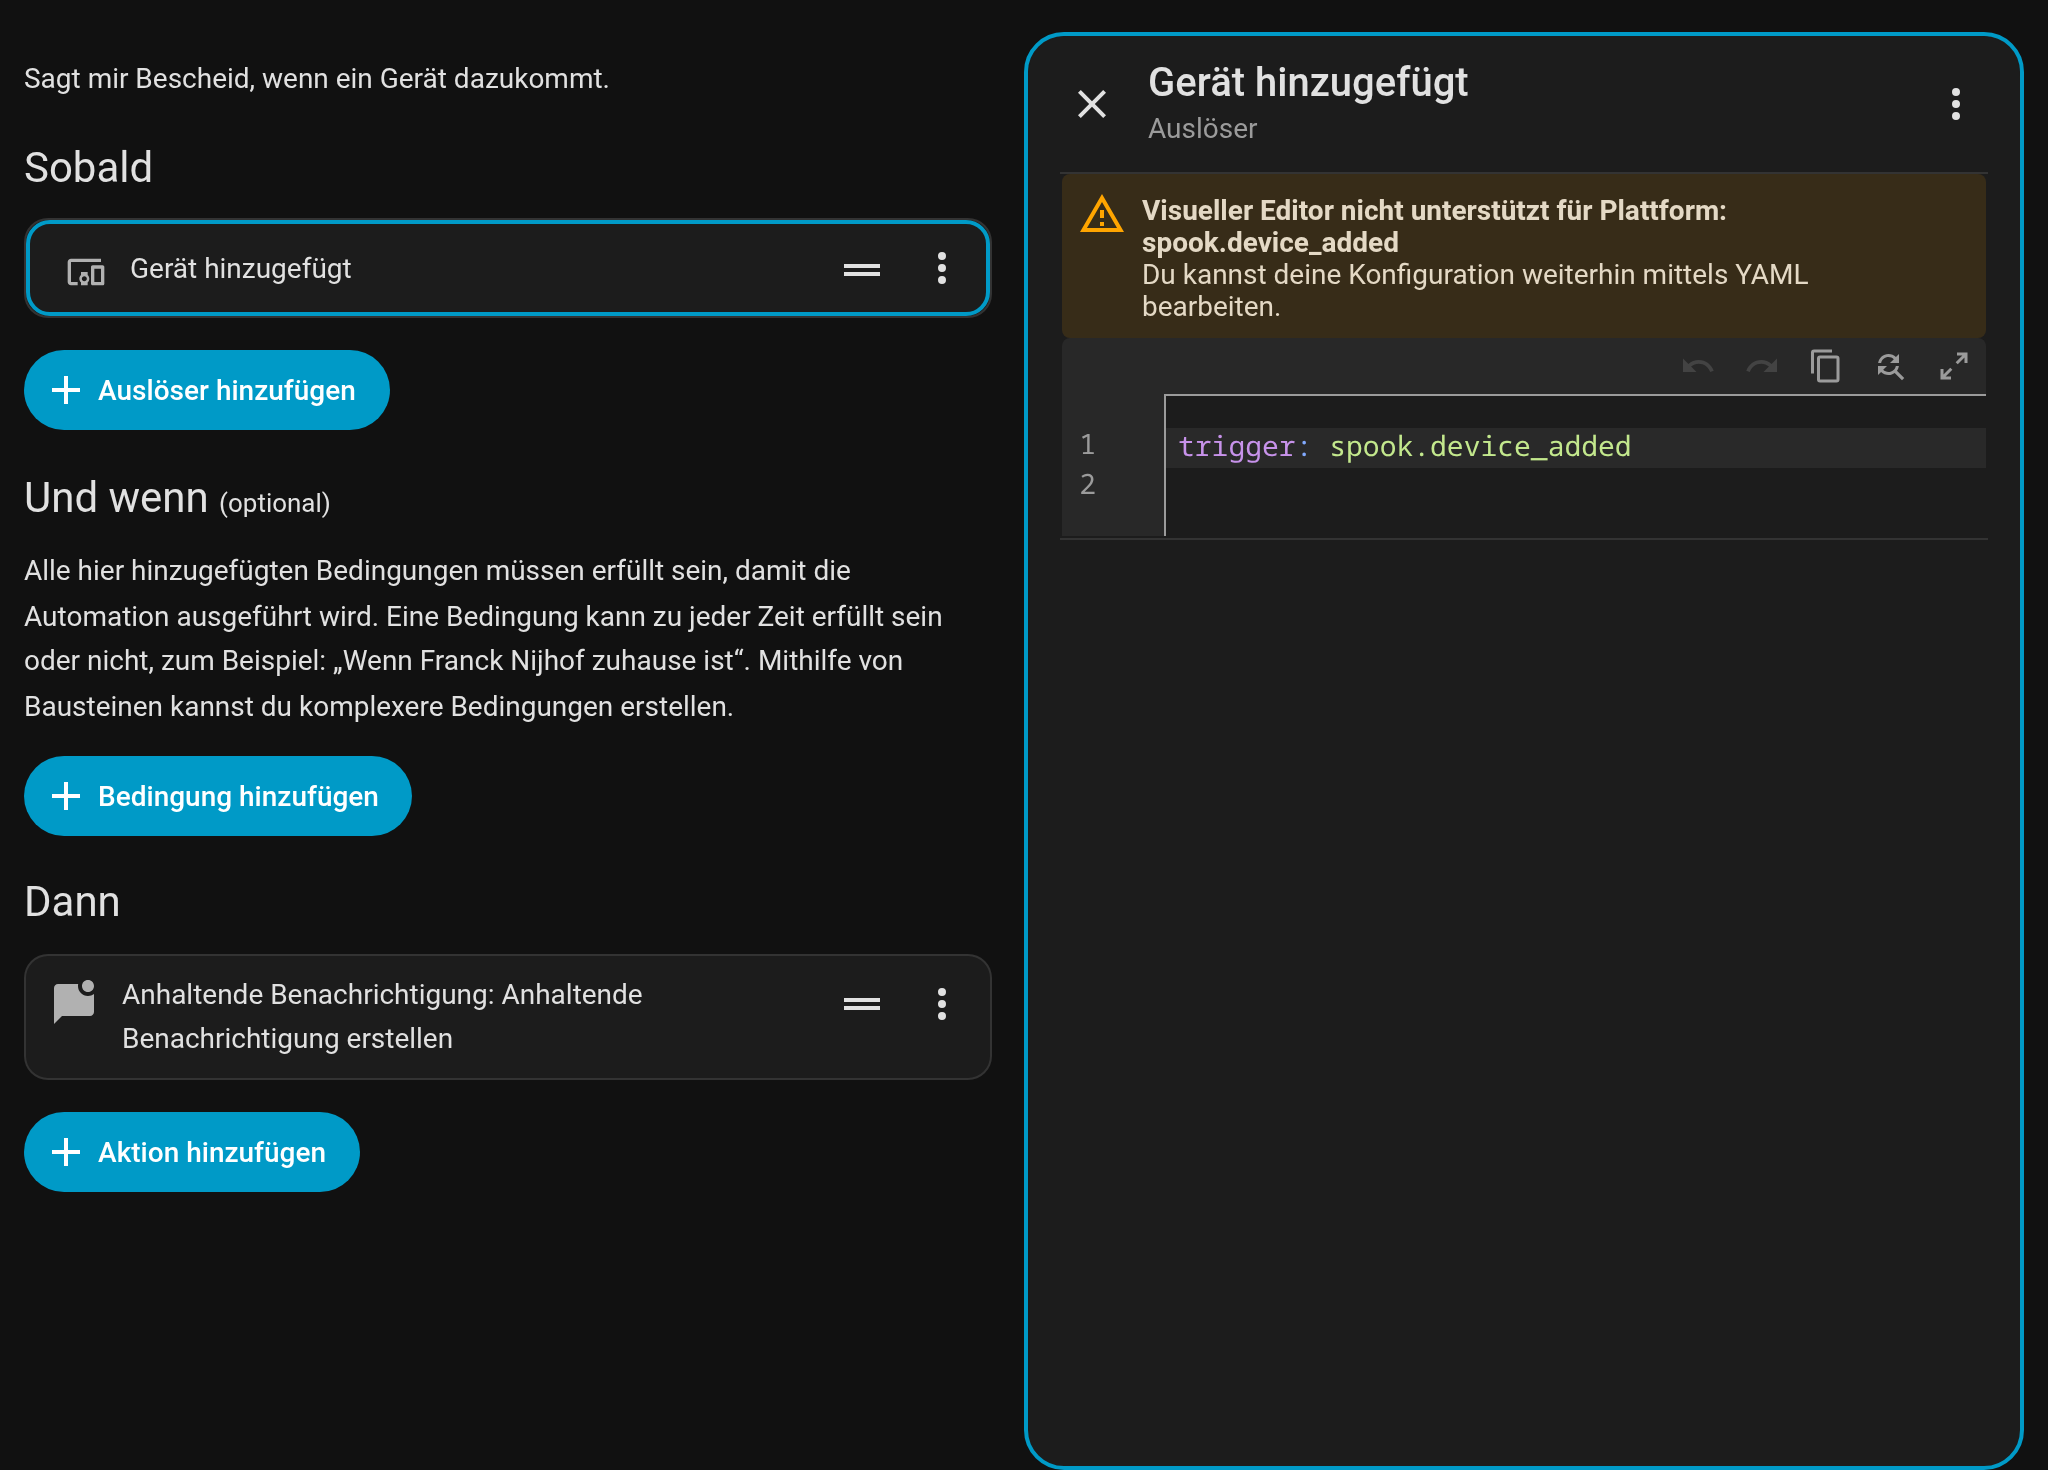 Sagt mir Bescheid, wenn ein Gerät dazukommt.
Sobald
Gerät hinzugefügt
Auslöser hinzufügen
Und wenn (optional)
Alle hier hinzugefügten Bedingungen müssen erfüllt sein, damit die
Automation ausgeführt wird. Eine Bedingung kann zu jeder Zeit erfüllt sein
oder nicht, zum Beispiel: „Wenn Franck Nijhof zuhause ist“. Mithilfe von
Bausteinen kannst du komplexere Bedingungen erstellen.
Bedingung hinzufügen
Dann
Anhaltende Benachrichtigung: Anhaltende
Benachrichtigung erstellen
Aktion hinzufügen
Gerät hinzugefügt
Auslöser
Visueller Editor nicht unterstützt für Plattform:
spook.device_added
Du kannst deine Konfiguration weiterhin mittels YAML
bearbeiten.
1 trigger: spook.device_added
2